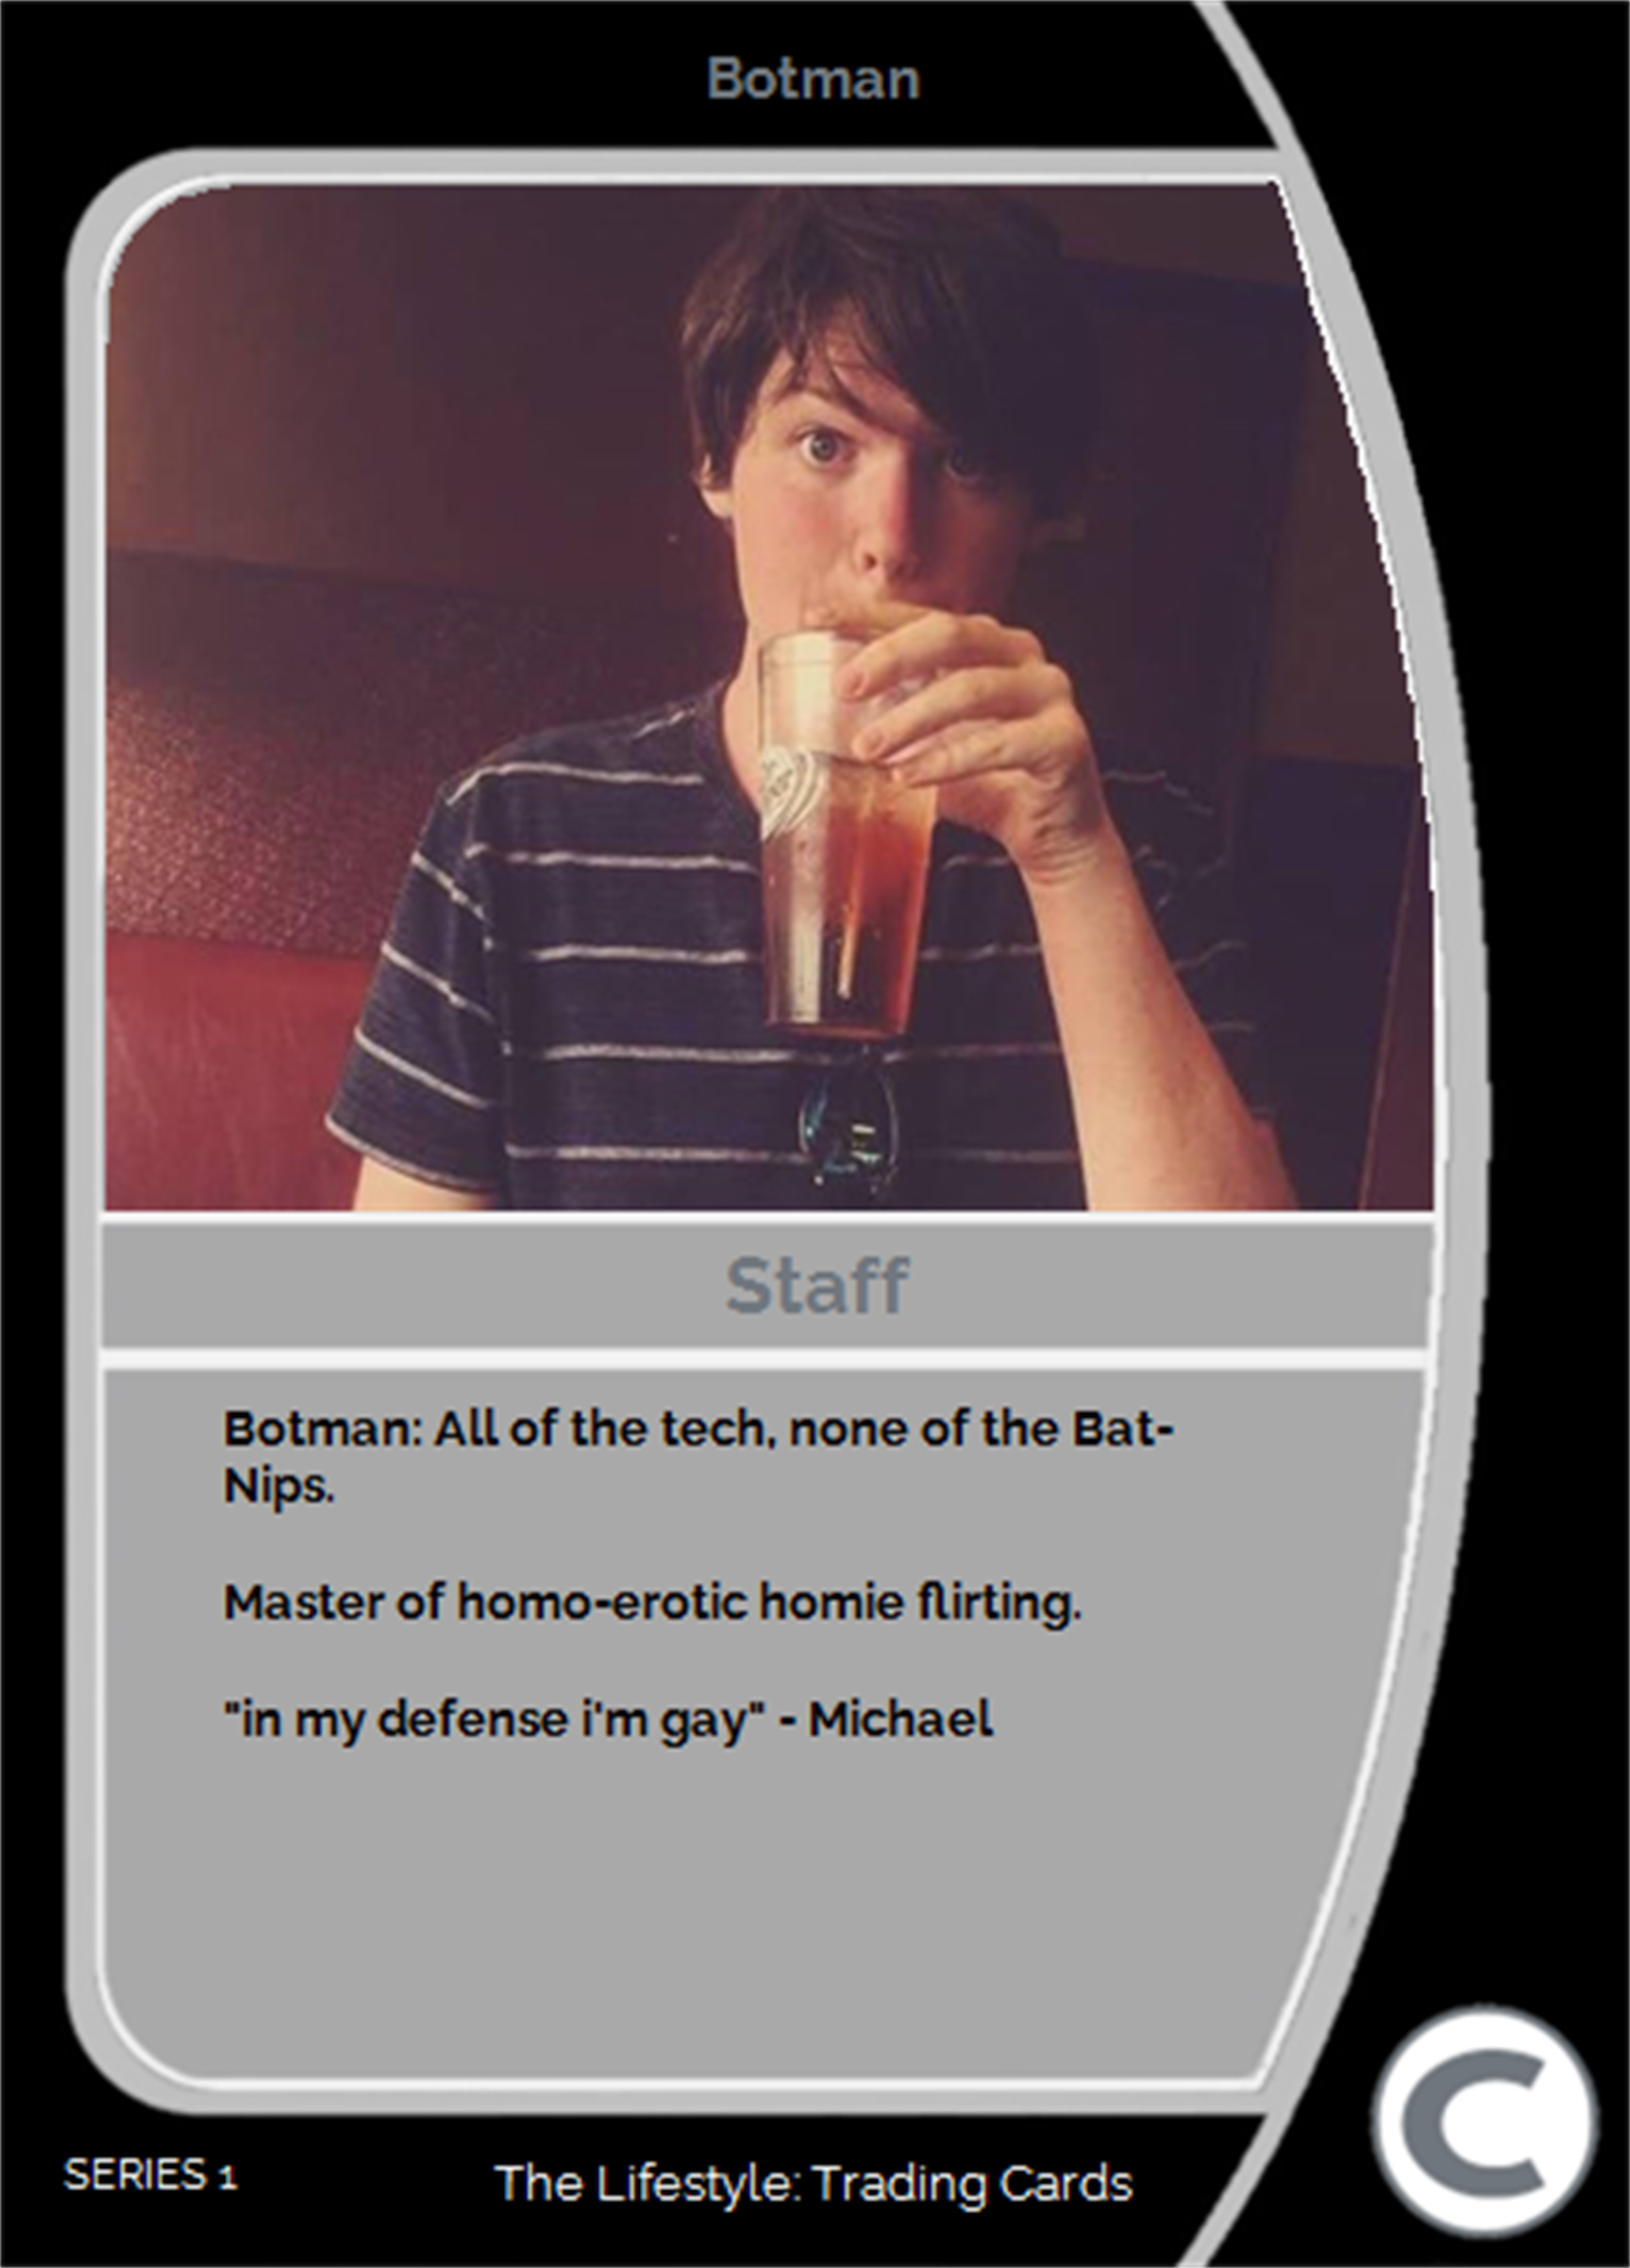 Botman
Staff
Botman: All of the tech, none of the Bat-
Nips.
Master of homo-erotic homie flirting.
"in my defense i'm gay" - Michael
SERIES 1
The Lifestyle: Trading Cards
C